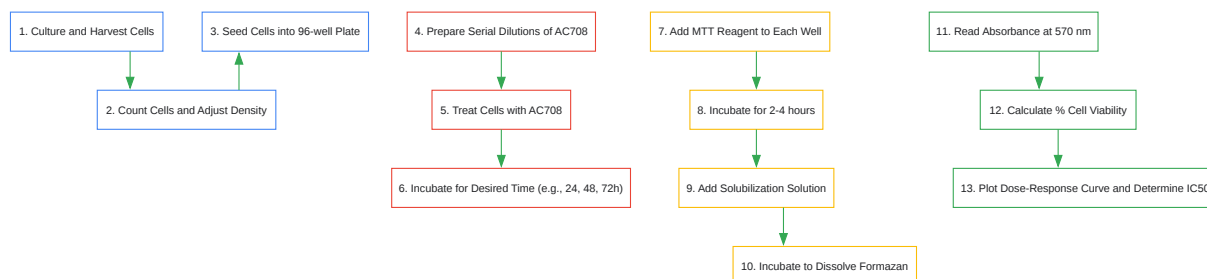 1. Culture and Harvest Cells
2. Count Cells and Adjust Density
3. Seed Cells into 96-well Plate
4. Prepare Serial Dilutions of AC708
5. Treat Cells with AC708
6. Incubate for Desired Time (e.g., 24, 48, 72h)
7. Add MTT Reagent to Each Well
8. Incubate for 2-4 hours
9. Add Solubilization Solution
10. Incubate to Dissolve Formazan
11. Read Absorbance at 570 nm
12. Calculate % Cell Viability
13. Plot Dose-Response Curve and Determine IC50